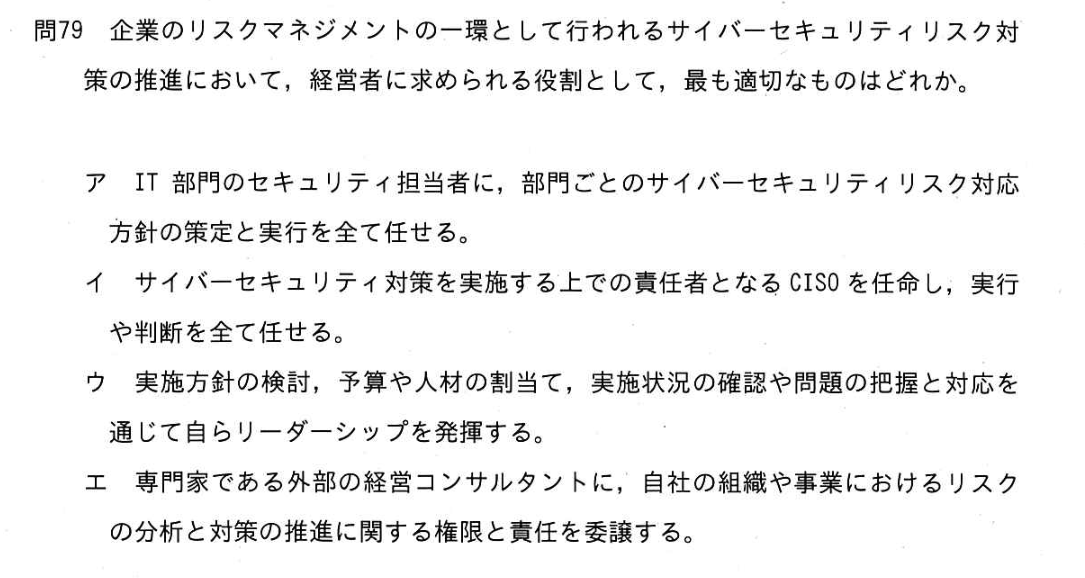 問79 企業のリスクマネジメントの一環として行われるサイバーセキュリティリスク対
策の推進において，経営者に求められる役割として，最も適切なものはどれか。
ア IT 部門のセキュリティ担当者に，部門ごとのサイバーセキュリティリスク対応
方針の策定と実行を全て任せる。
イ サイバーセキュリティ対策を実施する上での責任者となる CISO を任命し，実行
や判断を全て任せる。
ウ 実施方針の検討，予算や人材の割当て，実施状況の確認や問題の把握と対応を
通じて自らリーダーシップを発揮する。
エ 専門家である外部の経営コンサルタントに，自社の組織や事業におけるリスク
の分析と対策の推進に関する権限と責任を委譲する。